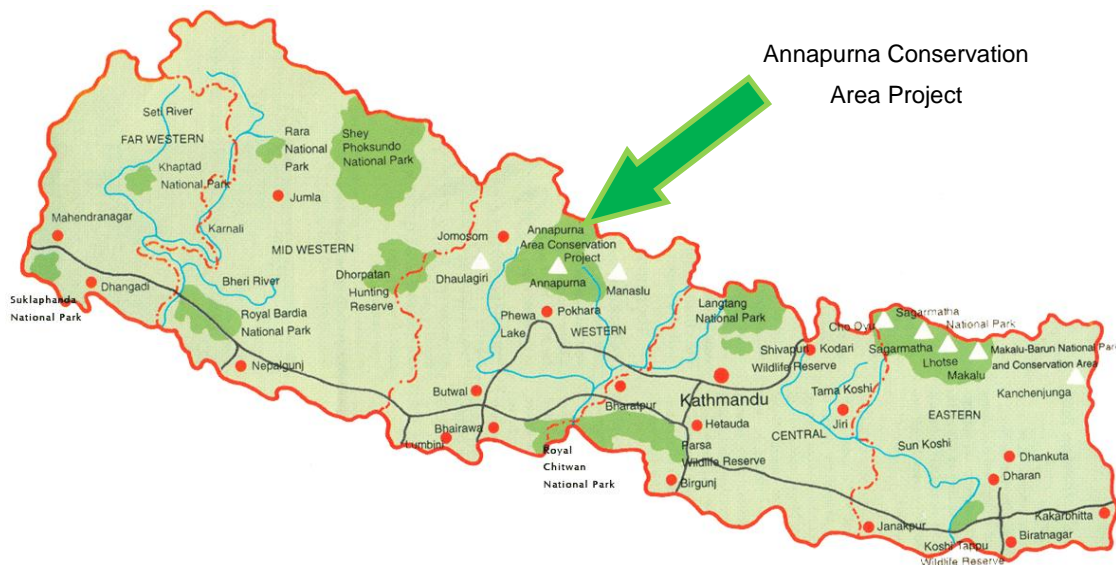 Annapurna Conservation
Area Project
Seti River
FAR WESTERN
Khaptad
National Park
Rara
National
Park
Shey
Phoksundo
National Park
Jumla
Mahendranagar
Karnali
MID WESTERN
Jomosom
Annapurna
Area Conservation
Project
Dhangadi
Bheri River
Dhorpatan
Hunting
Reserve
Dhaulagiri
Annapurna
Manaslu
Suklaphanda
National Park
Royal Bardia
National Park
Phewa
Lake
Pokhara
WESTERN
Langtang
National Park
Cho Oyu
Sagarmatha
National Park
Sagarmatha
Lhotse
Makalu
Makalu-Barun National Park
and Conservation Area
Kanchenjunga
Shivapuri
Wildlife Reserve
Kodari
Nepalgunj
Butwal
Bharatpur
Kathmandu
Tama Koshi
Jiri
EASTERN
Bhairawa
Lumbini
Hetauda
CENTRAL
Sun Koshi
Royal
Chitwan
National Park
Parsa
Wildlife Reserve
Birgunj
Dhankuta
Dharan
Janakpur
Kakarbhitta
Biratnagar
Koshi Tappu
Wildlife Reserve